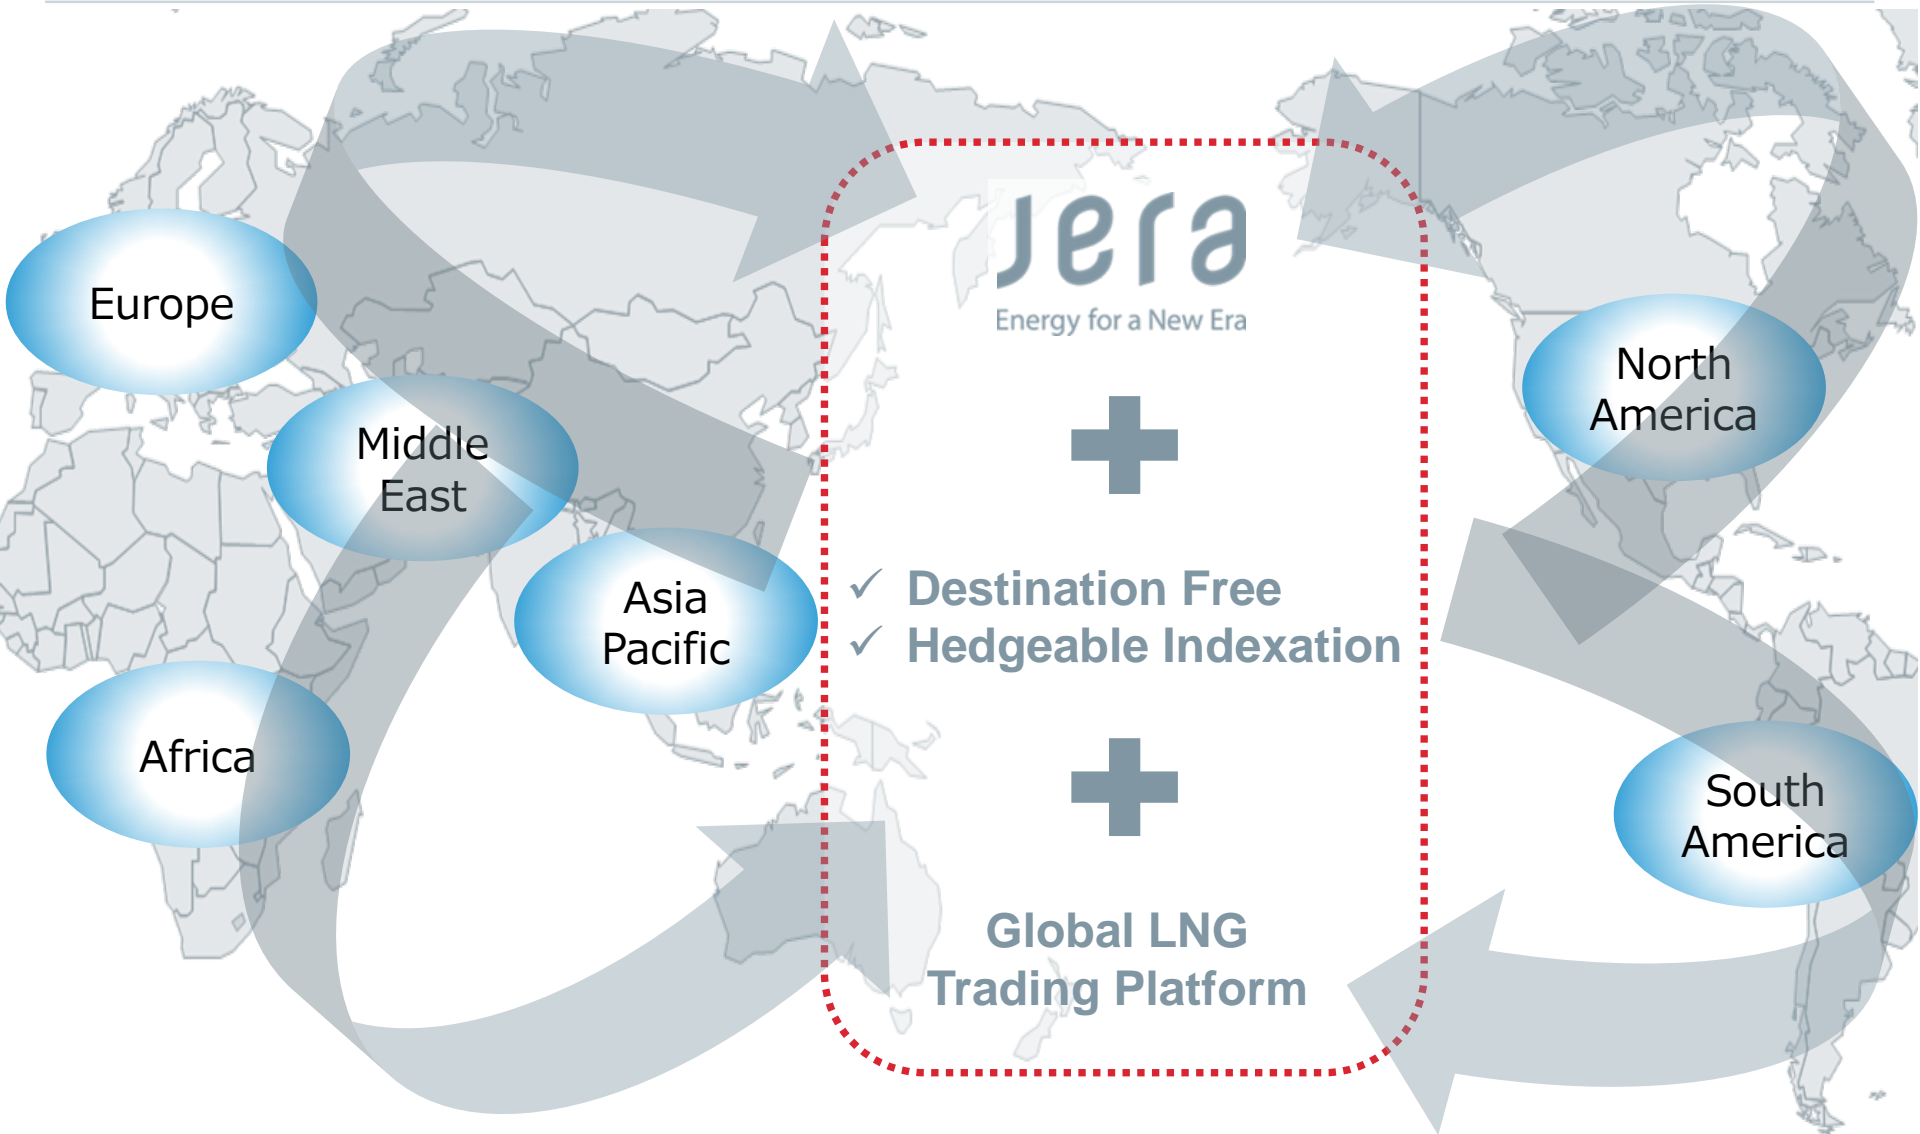 Jera
Energy for a New Era
Europe
Middle
East
Asia
Pacific
Africa
✓ Destination Free
✓ Hedgeable Indexation
Global LNG
Trading Platform
North
America
South
America